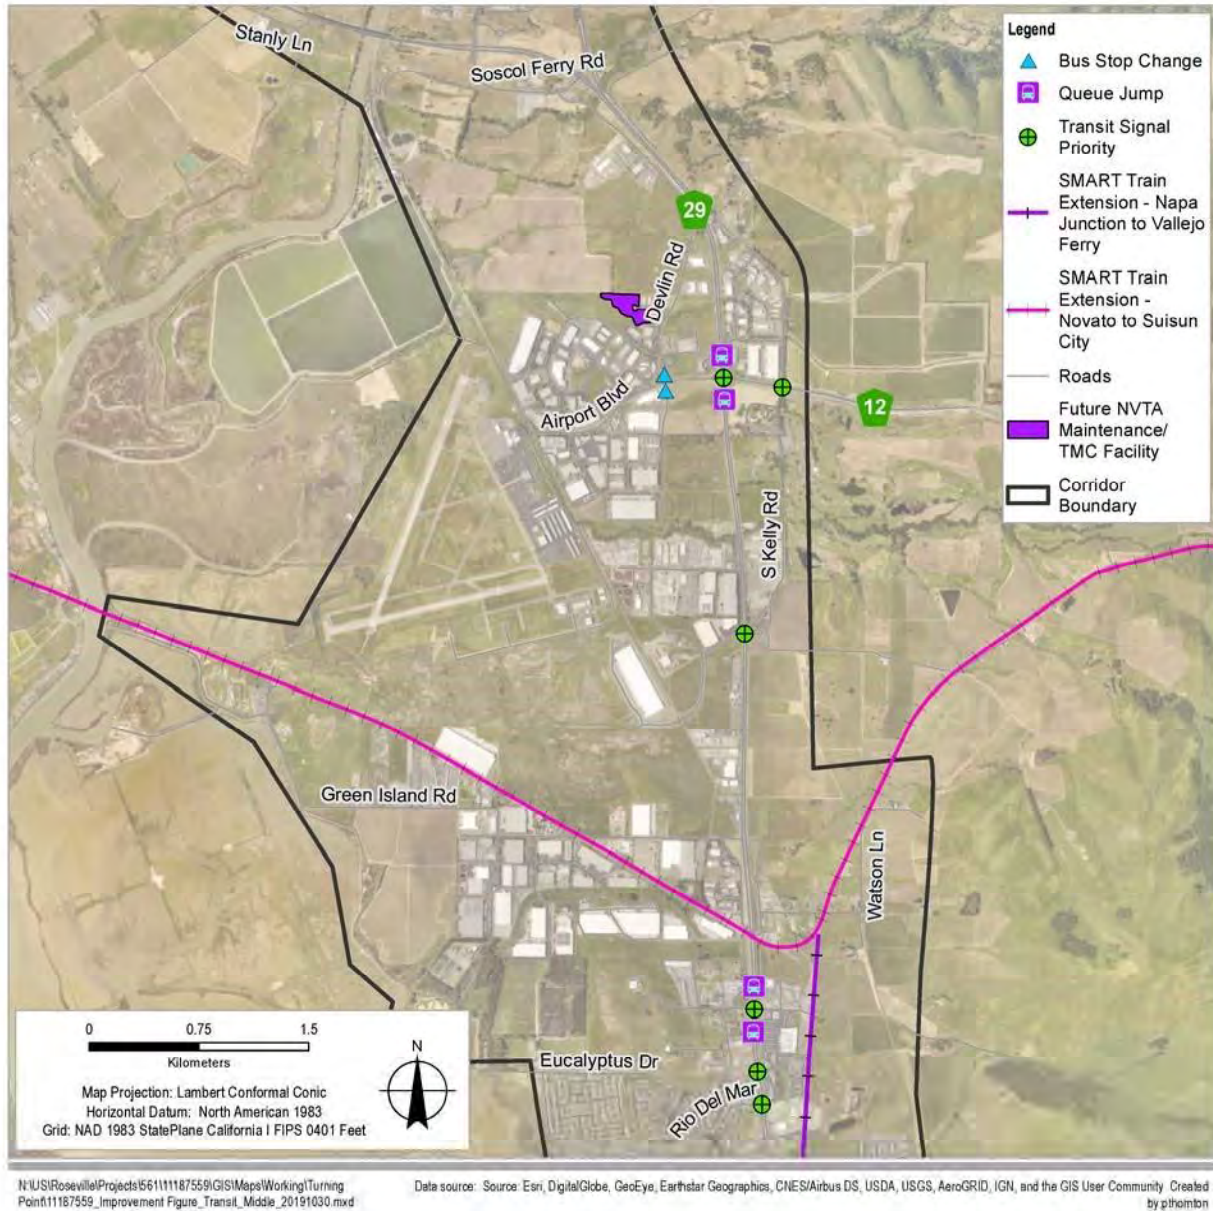 Stanly Ln
Soscol Ferry Rd
29
Devlin Rd
Airport Blvd
12
S Kelly Rd
Green Island Rd
Watson Ln
Eucalyptus Dr
Rio Del Mar
Legend
Bus Stop Change
Queue Jump
Transit Signal
Priority
SMART Train
Extension - Napa
Junction to Vallejo
Ferry
SMART Train
Extension -
Novato to Suisun
City
Roads
Future NVTA
Maintenance/
TMC Facility
Corridor
Boundary
0 0.75 1.5
Kilometers
N
Map Projection: Lambert Conformal Conic
Horizontal Datum: North American 1983
Grid: NAD 1983 StatePlane California I FIPS 0401 Feet
N:\US\Roseville\Projects\561\11187559\GIS\Maps\Working\Turning
Point\11187559_Improvement Figure_Transit_Middle_20191030.mxd
Data source: Source: Esri, DigitalGlobe, GeoEye, Earthstar Geographics, CNES/Airbus DS, USDA, USGS, AeroGRID, IGN, and the GIS User Community Created
by:pthornton